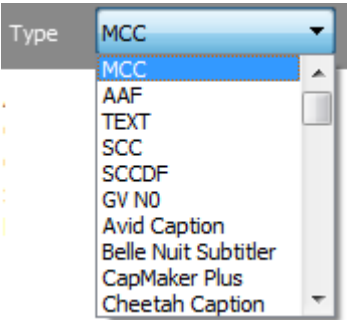 Type MCC
MCC
AAF
TEXT
SCC
SCCDF
GV N0
Avid Caption
Belle Nuit Subtitler
CapMaker Plus
Cheetah Caption